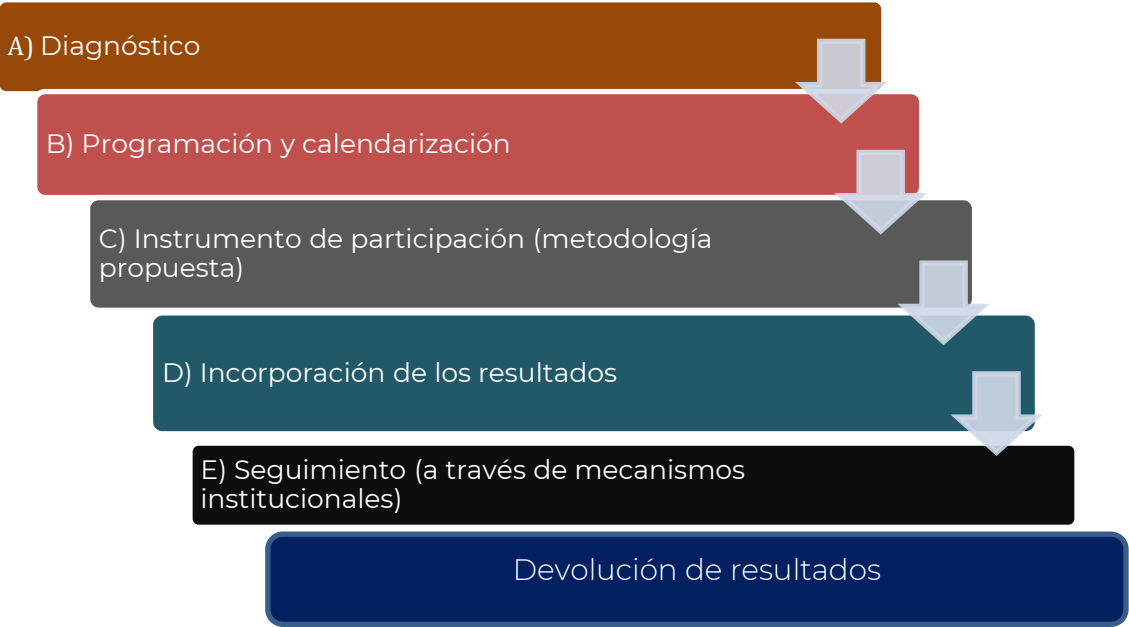 A) Diagnóstico
B) Programación y calendarización
C) Instrumento de participación (metodología
propuesta)
D) Incorporación de los resultados
E) Seguimiento (a través de mecanismos
institucionales)
Devolución de resultados